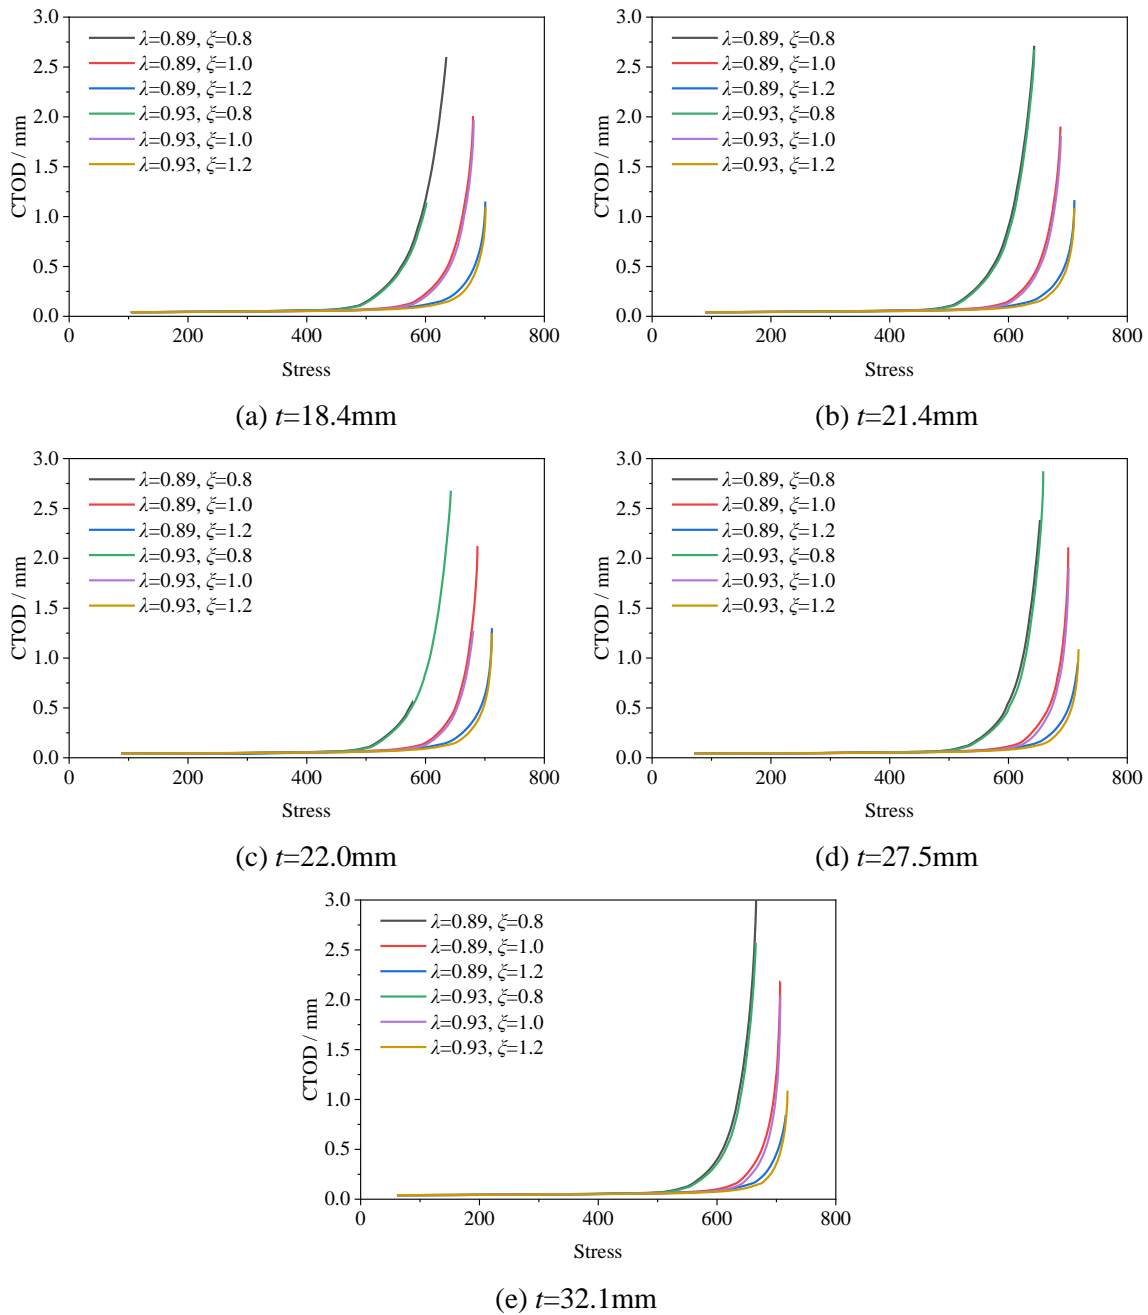 3.0
2.5
2.0
1.5
1.0
0.5
0.0
CTOD / mm
λ=0.89, ξ=0.8
λ=0.89, ξ=1.0
λ=0.89, ξ=1.2
λ=0.93, ξ=0.8
λ=0.93, ξ=1.0
λ=0.93, ξ=1.2
0 200 400 600 800
Stress
(a) t=18.4mm
3.0
2.5
2.0
1.5
1.0
0.5
0.0
CTOD / mm
λ=0.89, ξ=0.8
λ=0.89, ξ=1.0
λ=0.89, ξ=1.2
λ=0.93, ξ=0.8
λ=0.93, ξ=1.0
λ=0.93, ξ=1.2
0 200 400 600 800
Stress
(b) t=21.4mm
3.0
2.5
2.0
1.5
1.0
0.5
0.0
CTOD / mm
λ=0.89, ξ=0.8
λ=0.89, ξ=1.0
λ=0.89, ξ=1.2
λ=0.93, ξ=0.8
λ=0.93, ξ=1.0
λ=0.93, ξ=1.2
0 200 400 600 800
Stress
(c) t=22.0mm
3.0
2.5
2.0
1.5
1.0
0.5
0.0
CTOD / mm
λ=0.89, ξ=0.8
λ=0.89, ξ=1.0
λ=0.89, ξ=1.2
λ=0.93, ξ=0.8
λ=0.93, ξ=1.0
λ=0.93, ξ=1.2
0 200 400 600 800
Stress
(d) t=27.5mm
3.0
2.5
2.0
1.5
1.0
0.5
0.0
CTOD / mm
λ=0.89, ξ=0.8
λ=0.89, ξ=1.0
λ=0.89, ξ=1.2
λ=0.93, ξ=0.8
λ=0.93, ξ=1.0
λ=0.93, ξ=1.2
0 200 400 600 800
Stress
(e) t=32.1mm